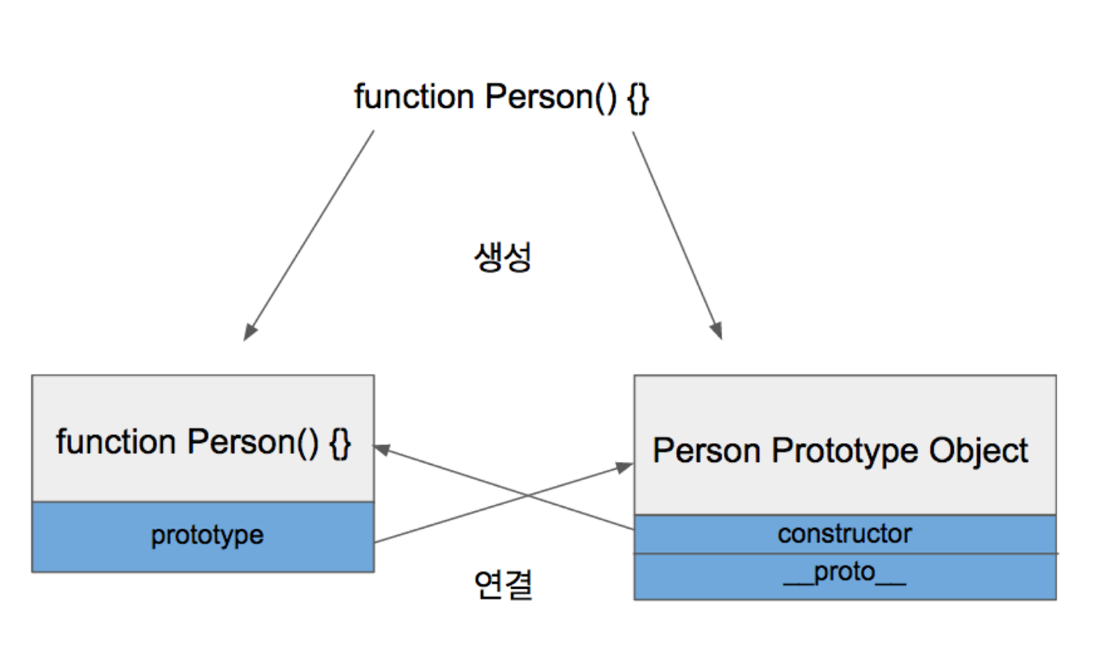 function Person() {}
생성
function Person() {}
Person Prototype Object
prototype
constructor
__proto__
연결